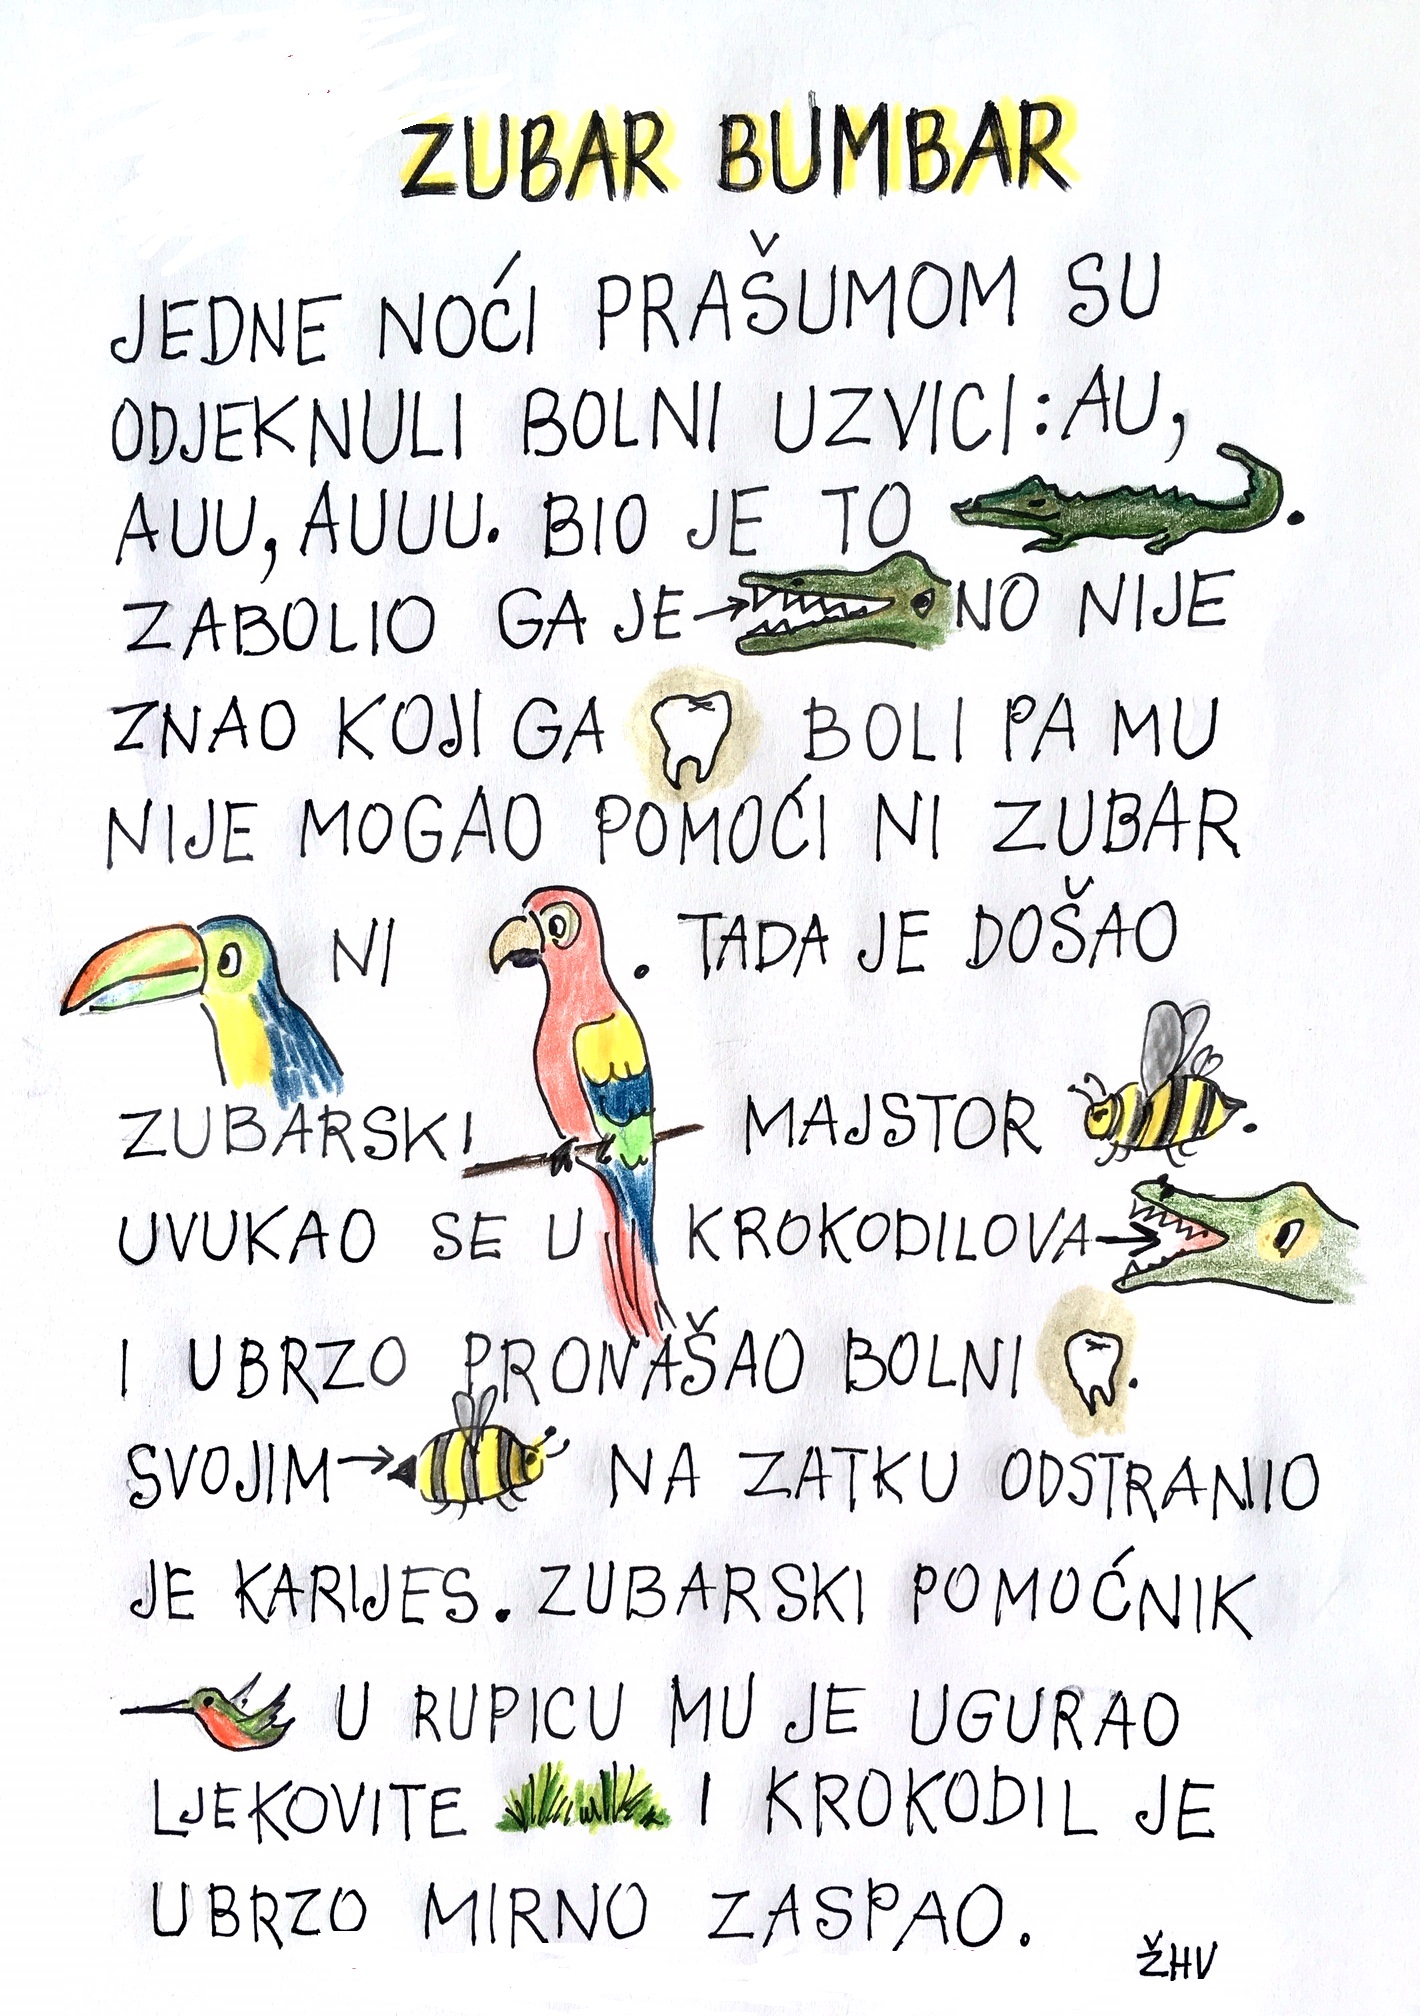 ZUBAR BUMBAR
JEDNE NOĆI PRAŠUMOM SU
ODJEKNULI BOLNI UZVICI: AU,
AUU, AUUU. BIO JE TO .
ZABOLIO GA JE → NO NIJE
ZNAO KOJI GA BOLI PA MU
NIJE MOGAO POMOĆI NI ZUBAR
NI . TADA JE DOŠAO
ZUBARSKI MAJSTOR .
UVUKAO SE U KROKODILOVA →
I UBRZO PRONAŠAO BOLNI .
SVOJIM → NA ZATKU ODSTRANIO
JE KARIJES. ZUBARSKI POMOĆNIK
U RUPICU MU JE UGURAO
LJEKOVITE I KROKODIL JE
UBRZO MIRNO ZASPAO.
ŽHV